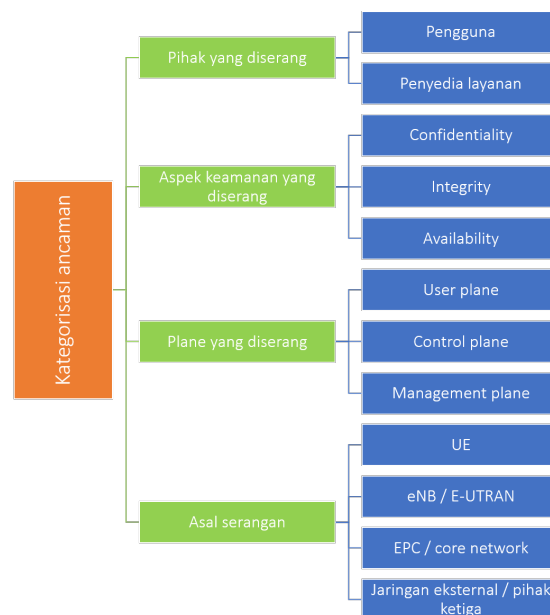 Kategorisasi ancaman
Pihak yang diserang
Pengguna
Penyedia layanan
Aspek keamanan yang
diserang
Confidentiality
Integrity
Availability
Plane yang diserang
User plane
Control plane
Management plane
Asal serangan
UE
eNB / E-UTRAN
EPC / core network
Jaringan eksternal / pihak
ketiga